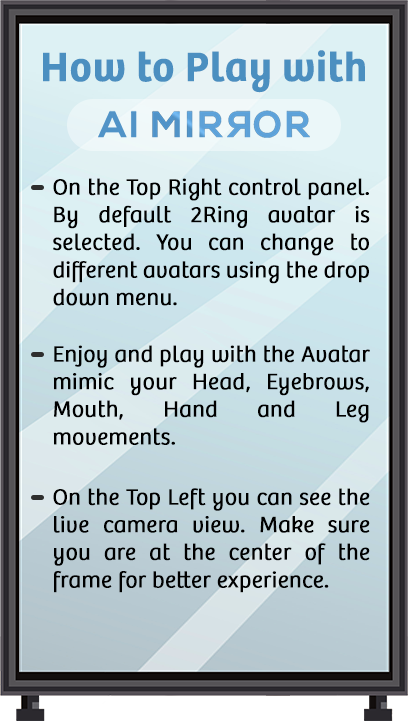 How to Play with
AI MIRЯOR
- On the Top Right control panel.
By default 2Ring avatar is
selected. You can change to
different avatars using the drop
down menu.
- Enjoy and play with the Avatar
mimic your Head, Eyebrows,
Mouth, Hand and Leg
movements.
- On the Top Left you can see the
live camera view. Make sure
you are at the center of the
frame for better experience.